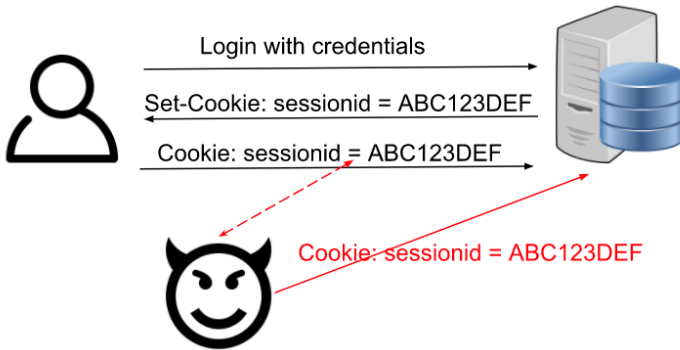 Login with credentials
Set-Cookie: sessionid = ABC123DEF
Cookie: sessionid = ABC123DEF
Cookie: sessionid = ABC123DEF